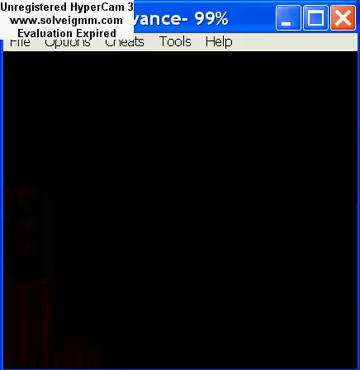 Unregistered HyperCam 3
www.solveigmm.com
Evaluation Expired
vance- 99%
File Options Cheats Tools Help